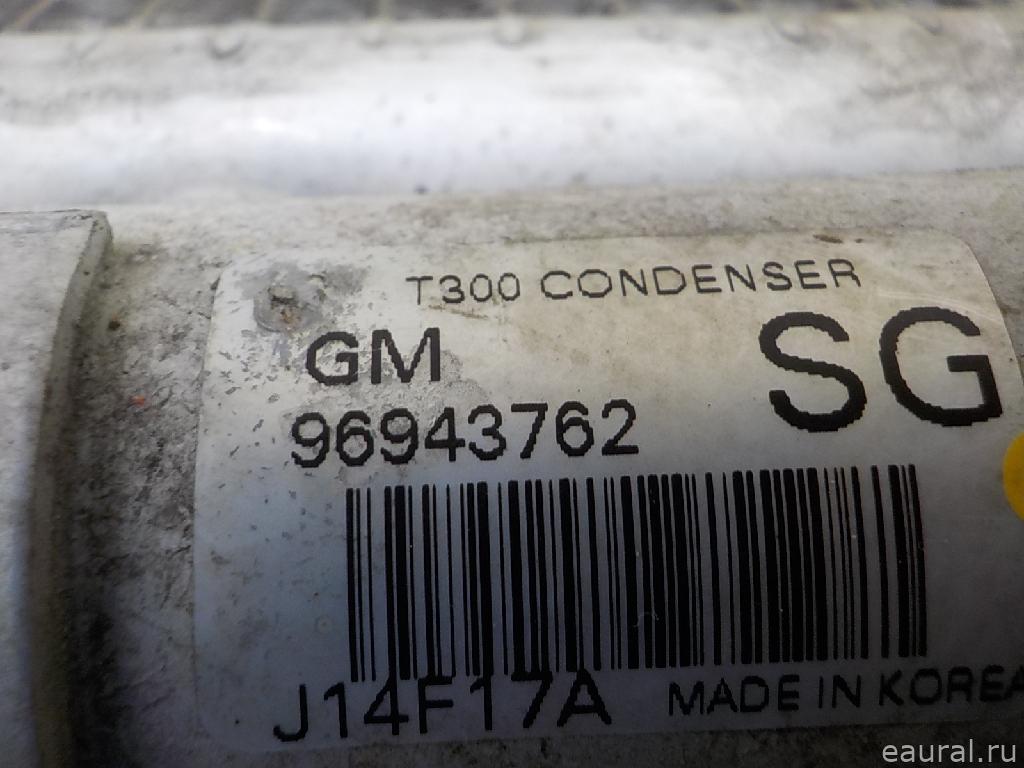 T300 CONDENSER
GM
SG
96943762
J14F17A MADE IN KOREA
eaural.ru